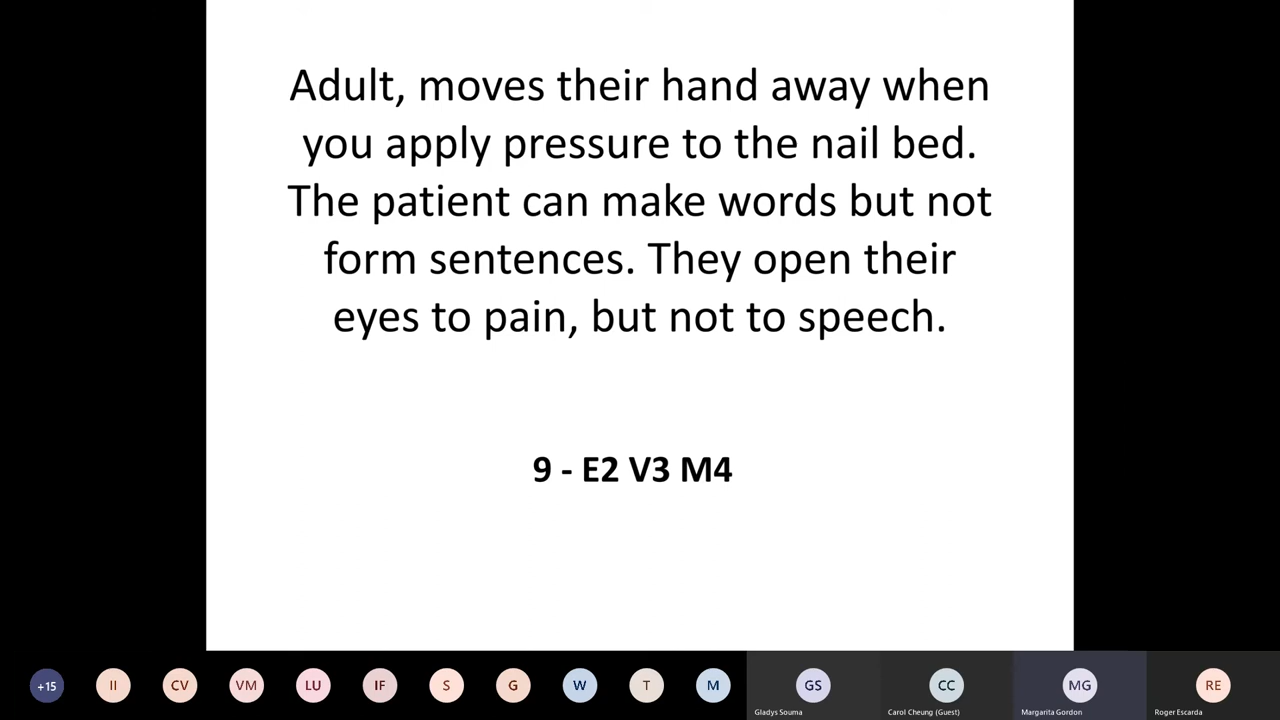 Adult, moves their hand away when
you apply pressure to the nail bed.
The patient can make words but not
form sentences. They open their
eyes to pain, but not to speech.
9 - E2 V3 M4
+15 II CV VM LU IF S G W T M GS CC MG RE
Gladys Souma Carol Cheung (Guest) Margarita Gordon Roger Escarda